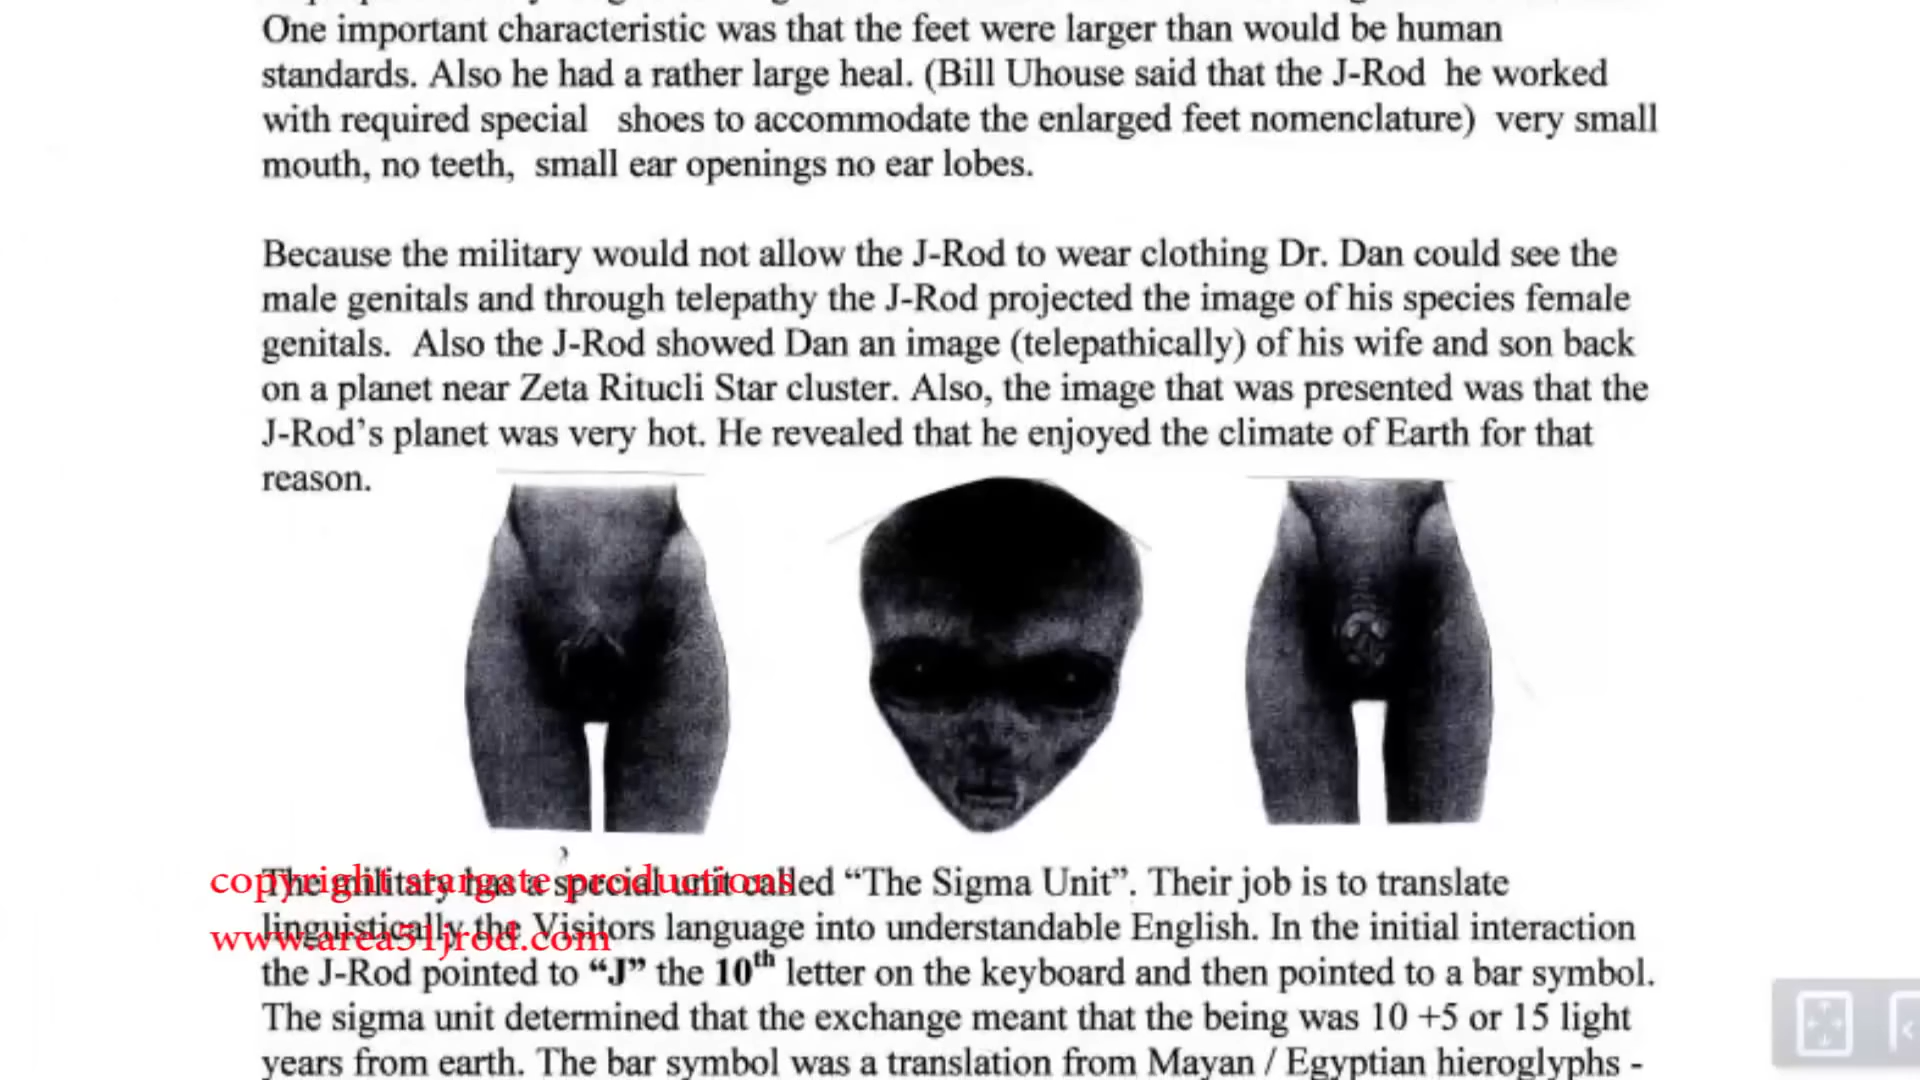 One important characteristic was that the feet were larger than would be human
standards. Also he had a rather large heal. (Bill Uhouse said that the J-Rod he worked
with required special shoes to accommodate the enlarged feet nomenclature) very small
mouth, no teeth, small ear openings no ear lobes.
Because the military would not allow the J-Rod to wear clothing Dr. Dan could see the
male genitals and through telepathy the J-Rod projected the image of his species female
genitals. Also the J-Rod showed Dan an image (telepathically) of his wife and son back
on a planet near Zeta Ritucli Star cluster. Also, the image that was presented was that the
J-Rod's planet was very hot. He revealed that he enjoyed the climate of Earth for that
reason.
The military has a special unit called “The Sigma Unit”. Their job is to translate
copyright stargate productions
linguistically the Visitors language into understandable English. In the initial interaction
www.area51jrod.com
the J-Rod pointed to “J” the 10th letter on the keyboard and then pointed to a bar symbol.
The sigma unit determined that the exchange meant that the being was 10 +5 or 15 light
years from earth. The bar symbol was a translation from Mayan / Egyptian hieroglyphs -